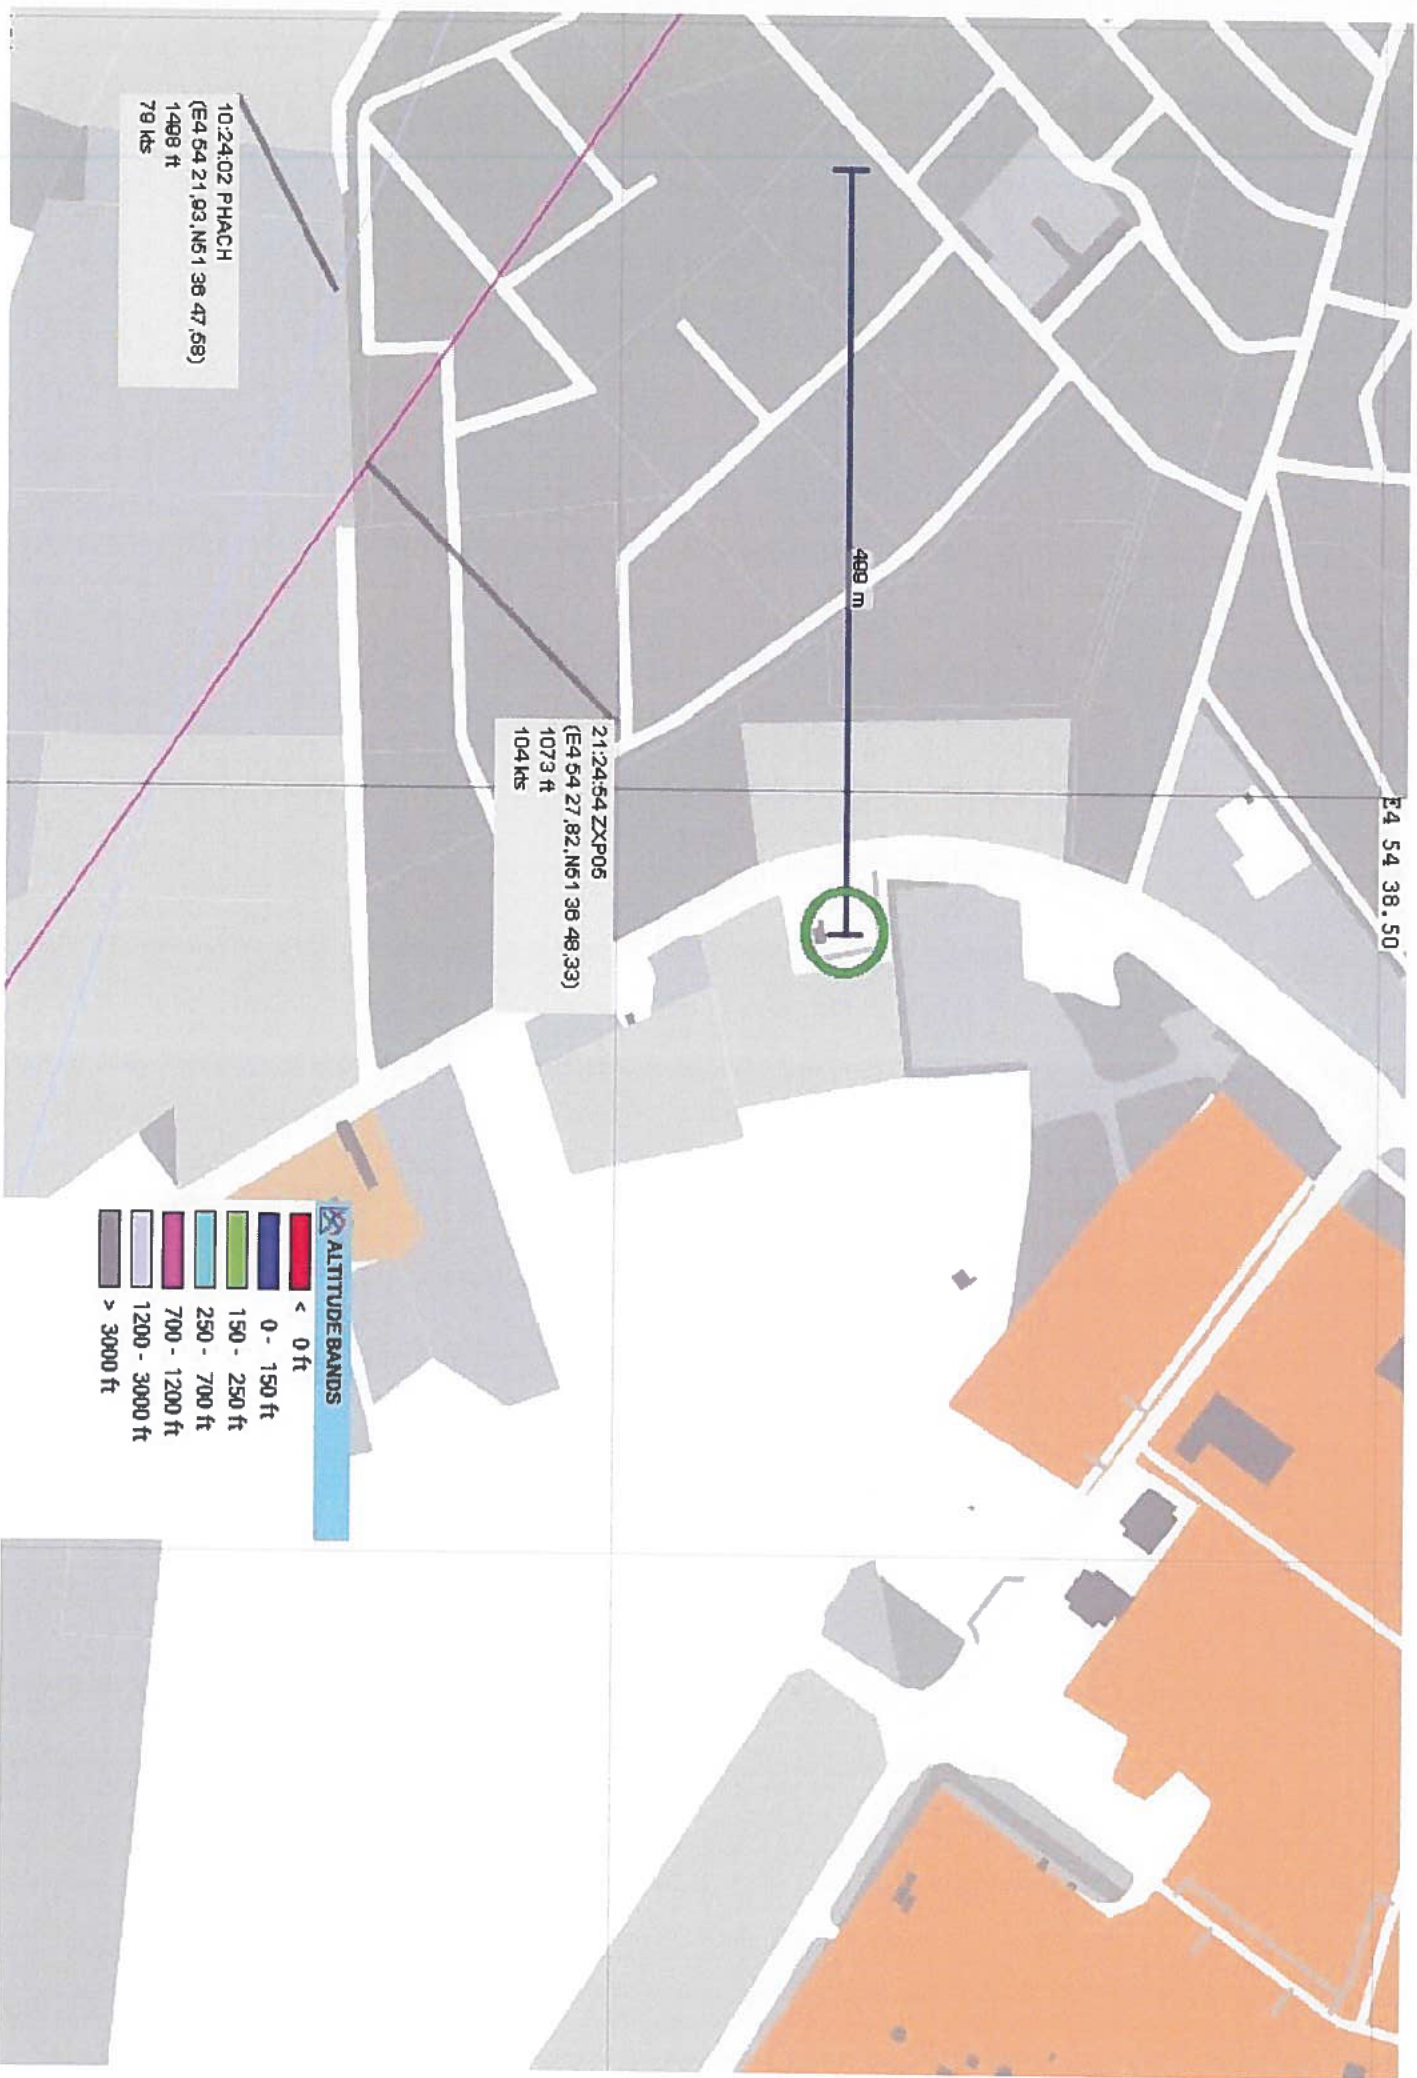 E4 54 38.50
499 m
21:24:54 ZXP05
(E4 54 27,82,N51 36 48,33)
1073 ft
104 kts
10:24:02 PHACH
(E4 54 21,93,N51 36 47,58)
1498 ft
79 kts
ALTITUDE BANDS
< 0 ft
0 - 150 ft
150 - 250 ft
250 - 700 ft
700 - 1200 ft
1200 - 3000 ft
> 3000 ft